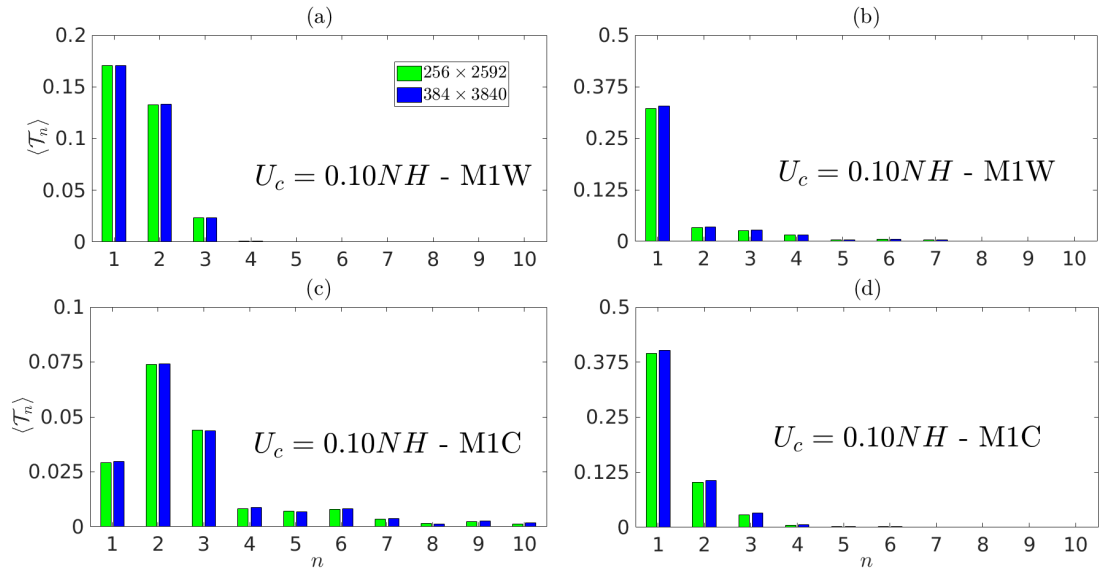 (a)
0.2
0.15
0.1
0.05
0
⟨𝒯ₙ⟩
256 × 2592
384 × 3840
U_c = 0.10NH - M1W
1 2 3 4 5 6 7 8 9 10
(b)
0.5
0.375
0.25
0.125
0
U_c = 0.10NH - M1W
1 2 3 4 5 6 7 8 9 10
(c)
0.1
0.075
0.05
0.025
0
⟨𝒯ₙ⟩
U_c = 0.10NH - M1C
1 2 3 4 5 6 7 8 9 10
n
(d)
0.5
0.375
0.25
0.125
0
U_c = 0.10NH - M1C
1 2 3 4 5 6 7 8 9 10
n